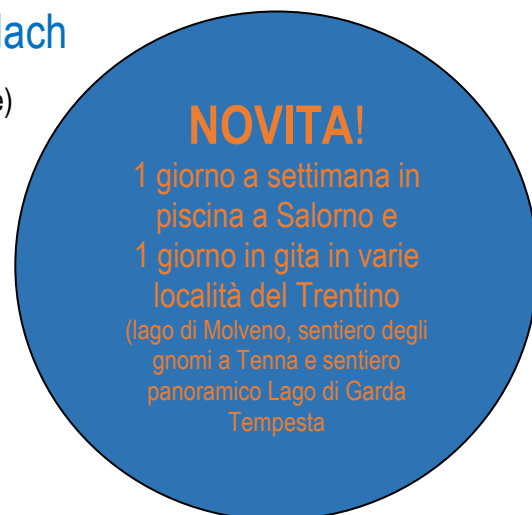 lach
e)
NOVITA!
1 giorno a settimana in
piscina a Salorno e
1 giorno in gita in varie
località del Trentino
(lago di Molveno, sentiero degli
gnomi a Tenna e sentiero
panoramico Lago di Garda
Tempesta